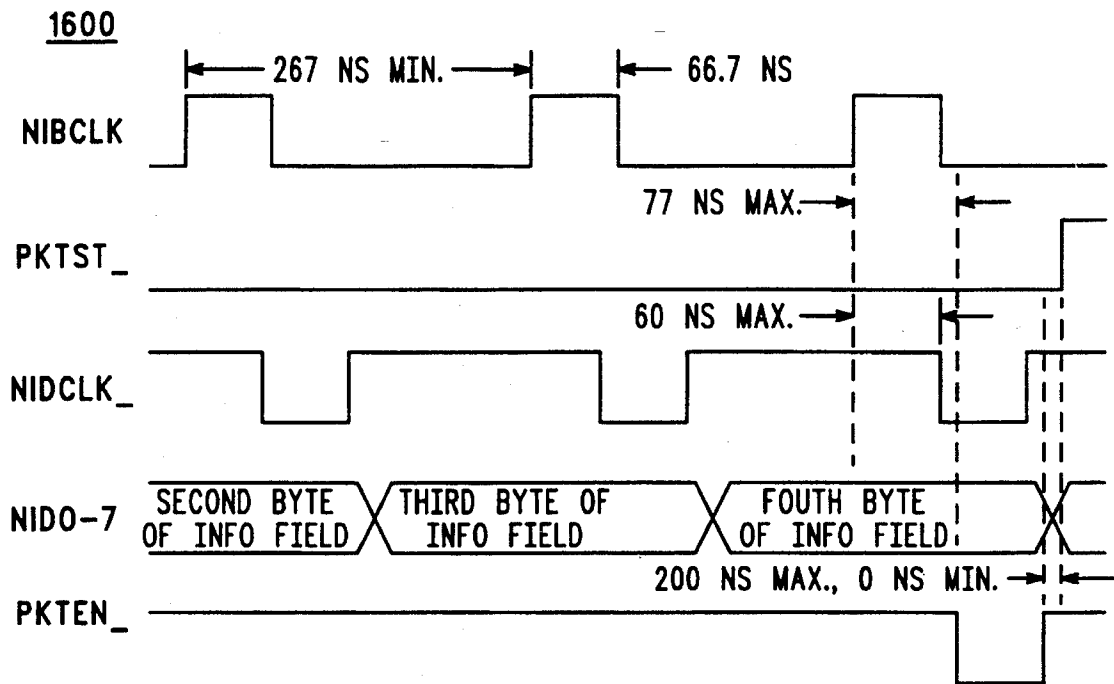 1600
267 NS MIN.
66.7 NS
NIBCLK
77 NS MAX.
PKTST_
60 NS MAX.
NIDCLK_
SECOND BYTE
OF INFO FIELD
THIRD BYTE OF
INFO FIELD
FOUTH BYTE
OF INFO FIELD
NIDO-7
200 NS MAX., 0 NS MIN.
PKTEN_